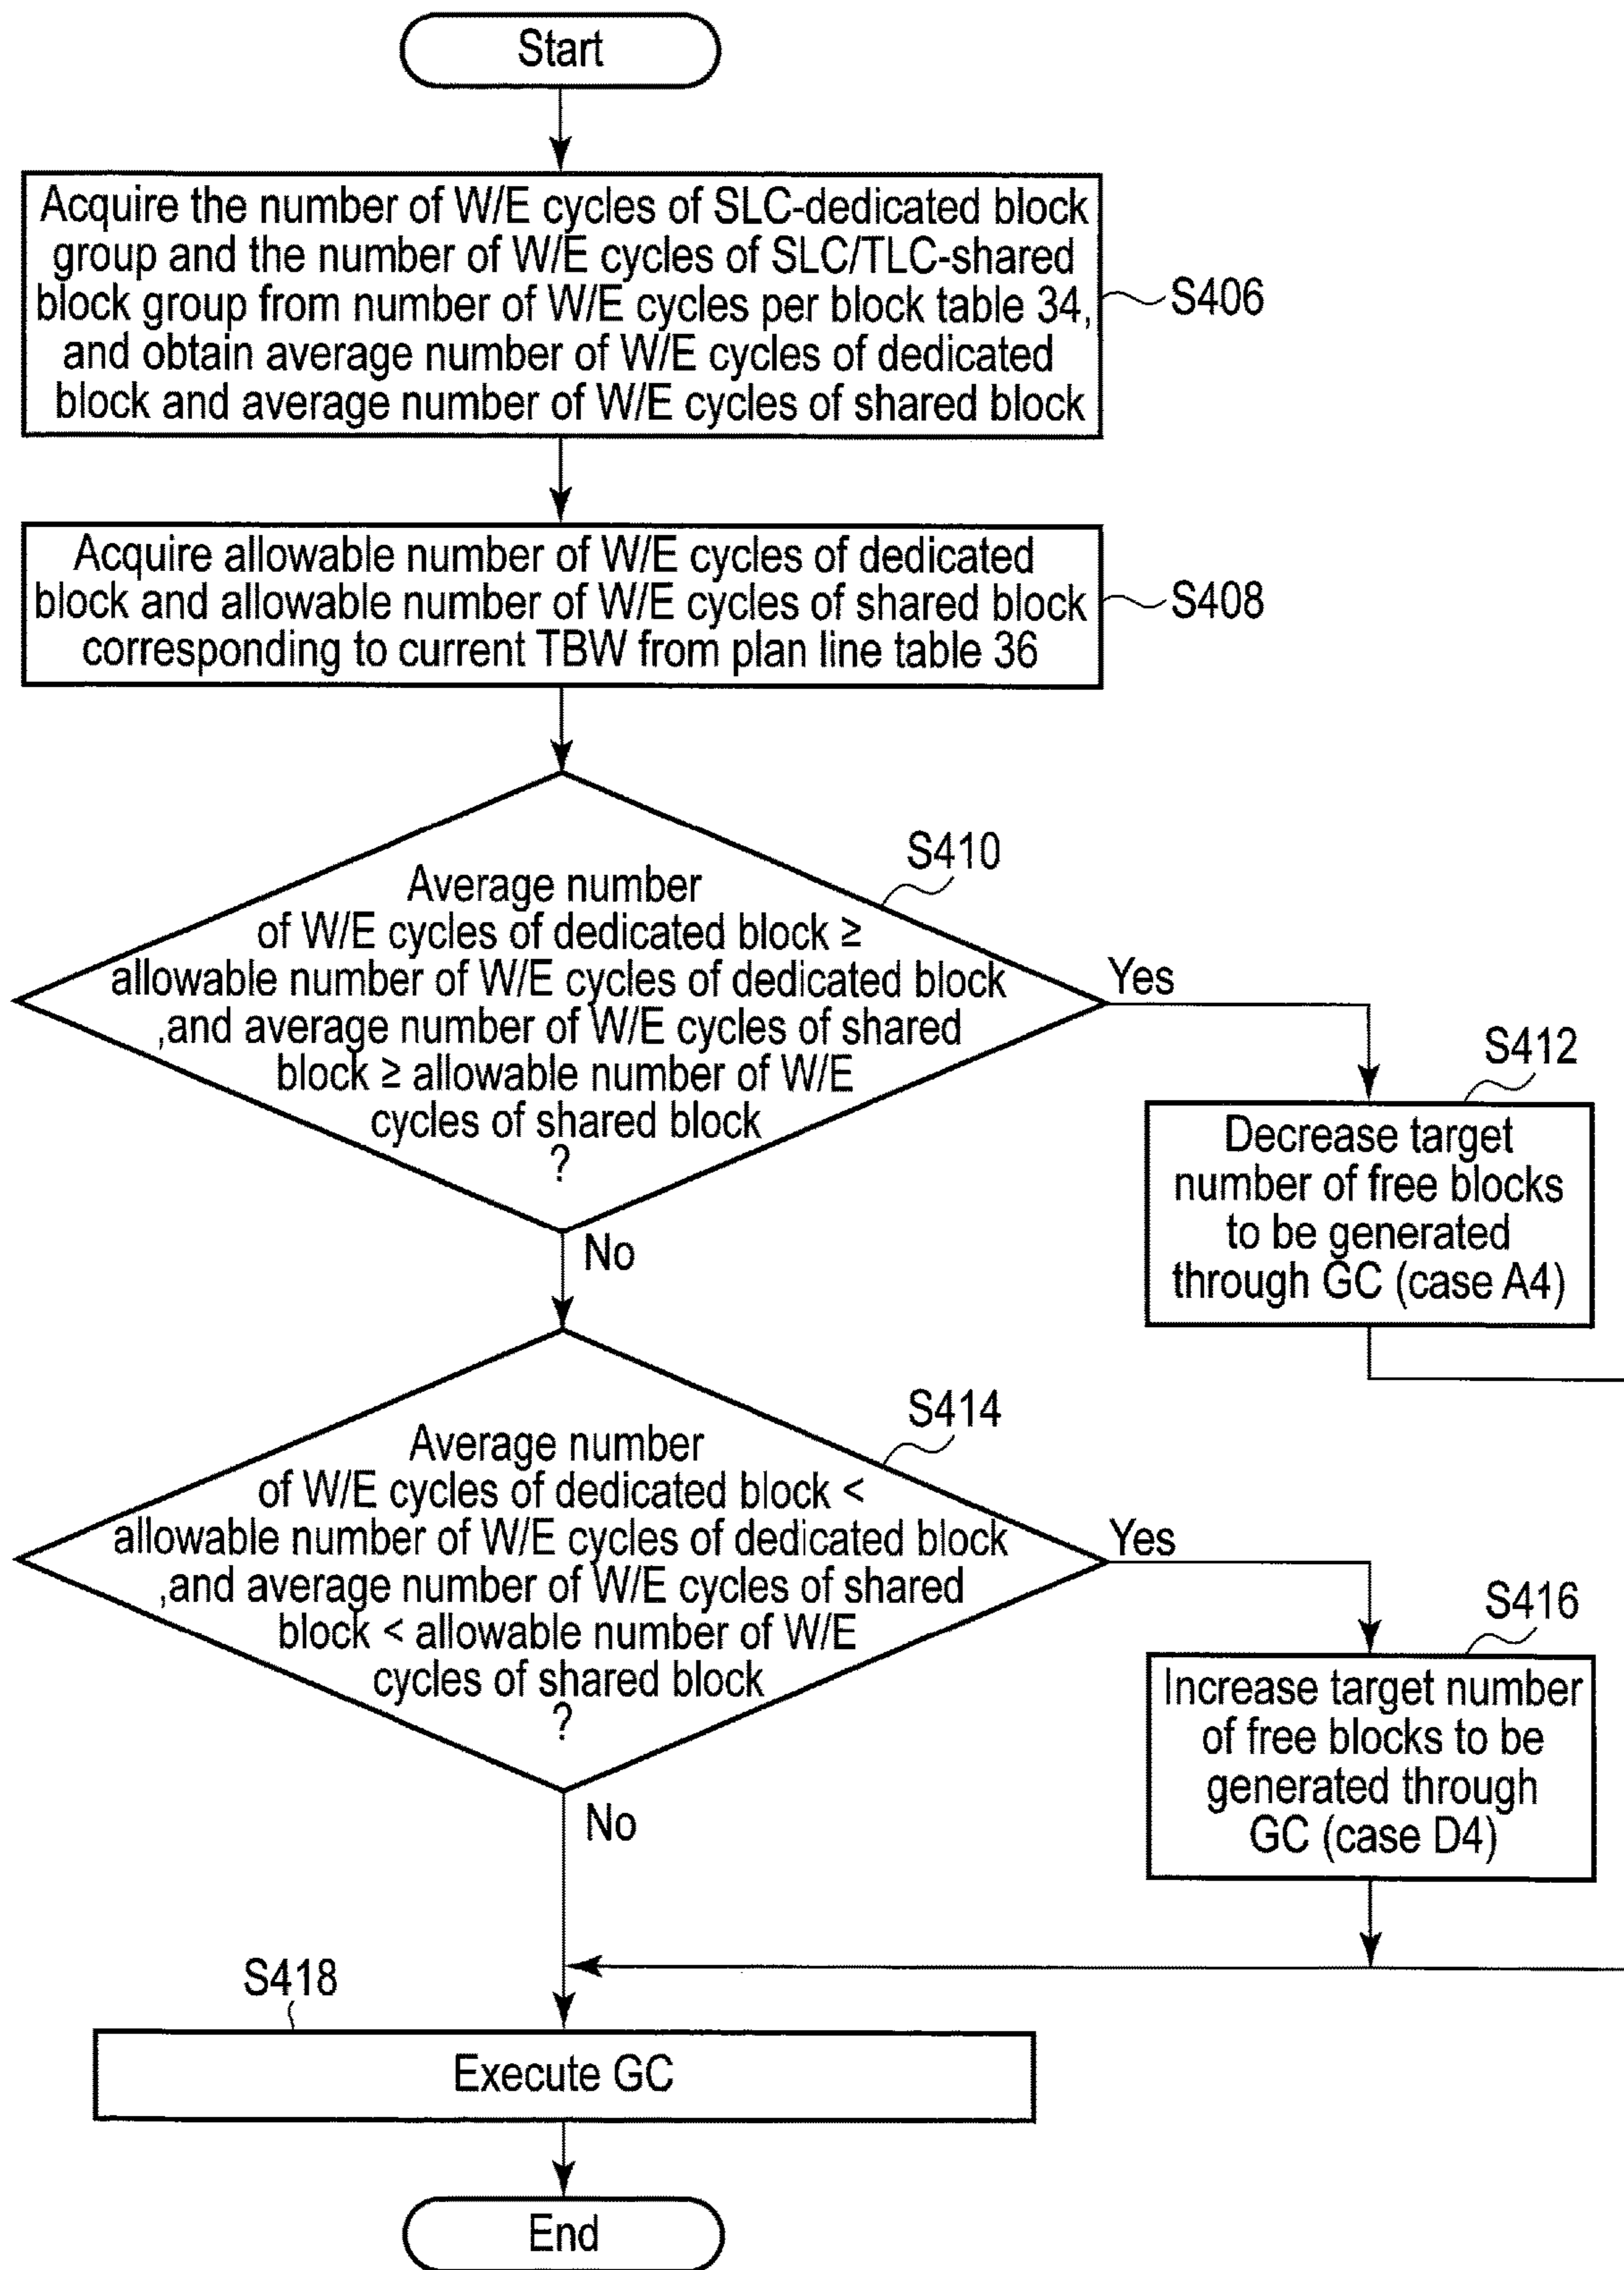 Start
Acquire the number of W/E cycles of SLC-dedicated block
group and the number of W/E cycles of SLC/TLC-shared
block group from number of W/E cycles per block table 34,
and obtain average number of W/E cycles of dedicated
block and average number of W/E cycles of shared block
S406
Acquire allowable number of W/E cycles of dedicated
block and allowable number of W/E cycles of shared block
corresponding to current TBW from plan line table 36
S408
S410
Average number
of W/E cycles of dedicated block ≥
allowable number of W/E cycles of dedicated block
,and average number of W/E cycles of shared
block ≥ allowable number of W/E
cycles of shared block
?
Yes
No
S412
Decrease target
number of free blocks
to be generated
through GC (case A4)
S414
Average number
of W/E cycles of dedicated block <
allowable number of W/E cycles of dedicated block
,and average number of W/E cycles of shared
block < allowable number of W/E
cycles of shared block
?
Yes
No
S416
Increase target number
of free blocks to be
generated through
GC (case D4)
S418
Execute GC
End